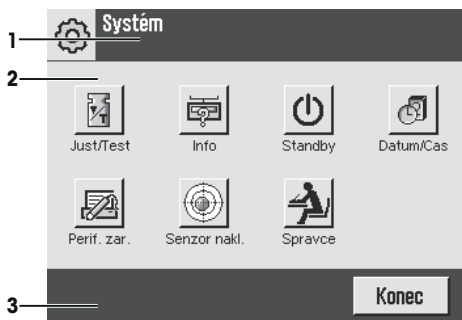 Systém
1
2
Just/Test Info Standby Datum/Cas
Perif. zar. Senzor nakl. Spravce
3
Konec